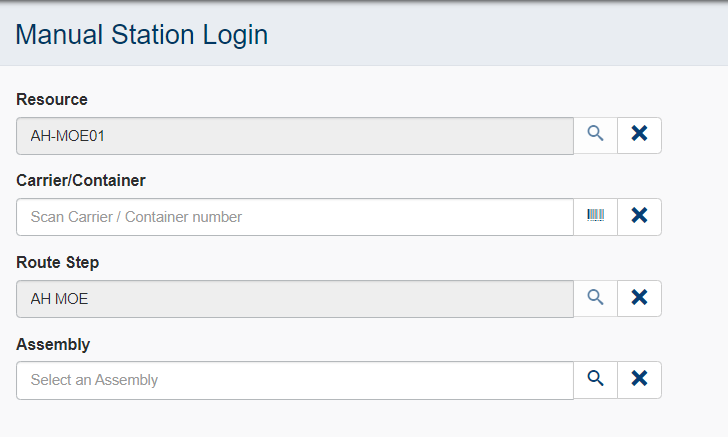 Manual Station Login
Resource
AH-MOE01
Carrier/Container
Scan Carrier / Container number
Route Step
AH MOE
Assembly
Select an Assembly